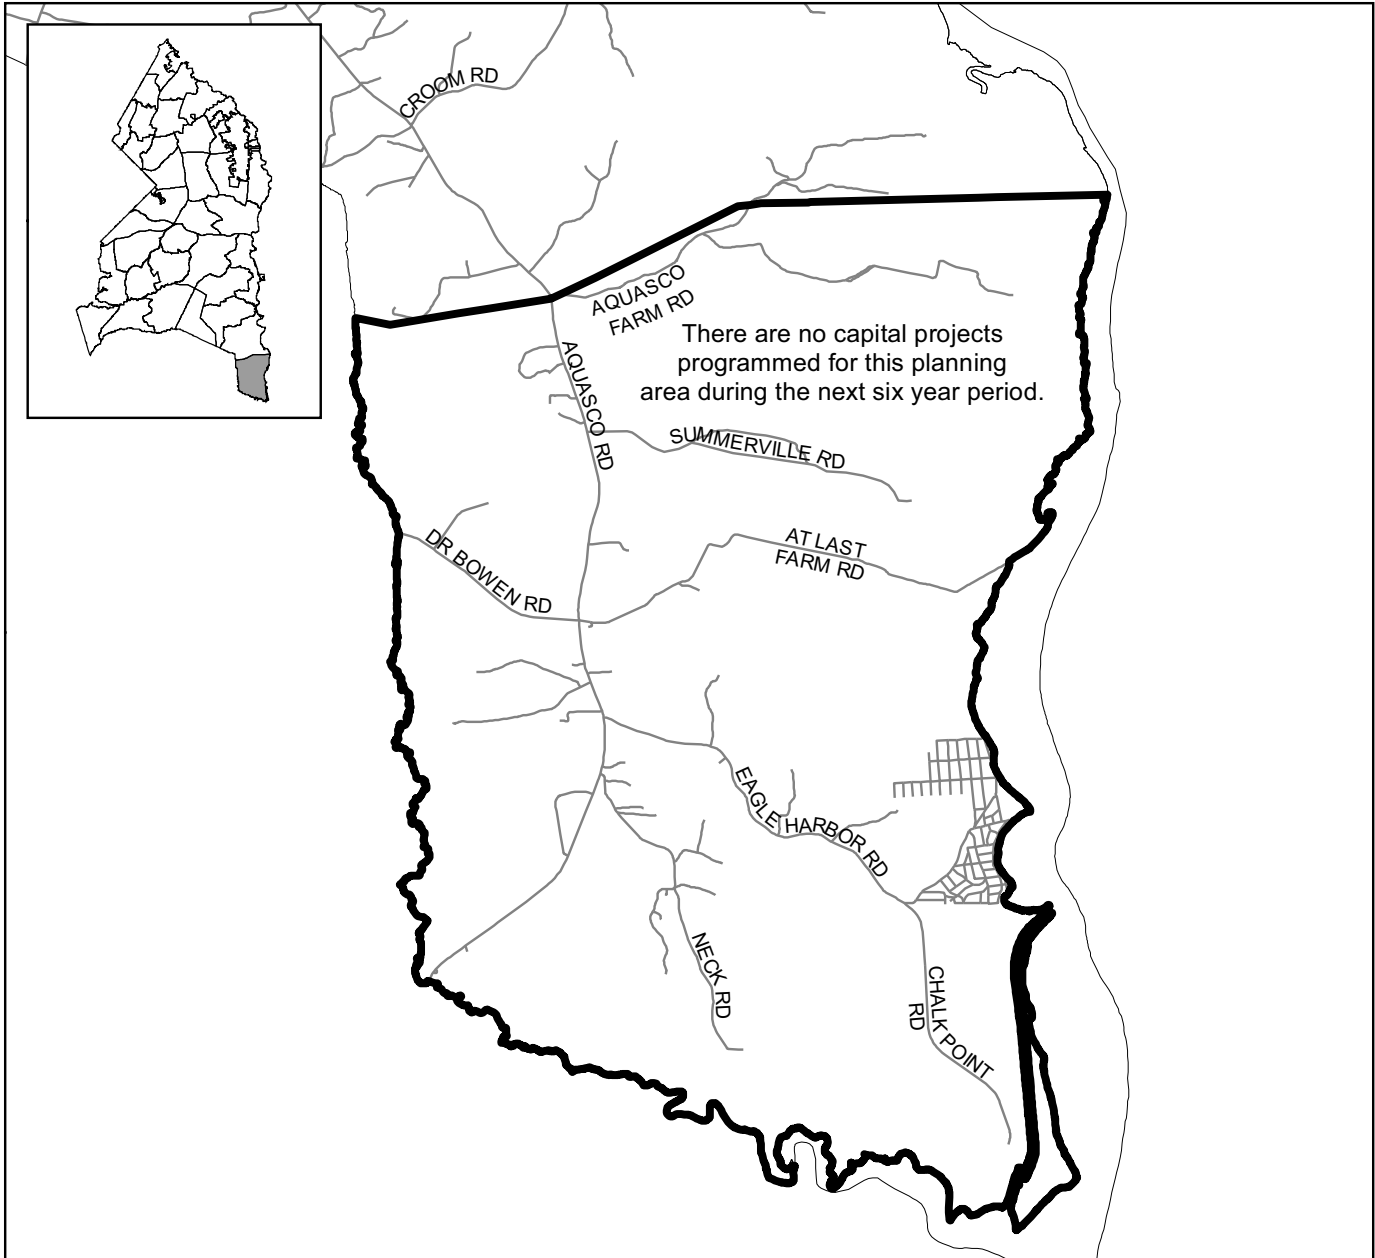 CROOM RD
AQUASCO
FARM RD
There are no capital projects
programmed for this planning
area during the next six year period.
AQUASCO RD
SUMMERVILLE RD
DR BOWEN RD
AT LAST
FARM RD
EAGLE HARBOR RD
NECK RD
CHALK POINT
RD